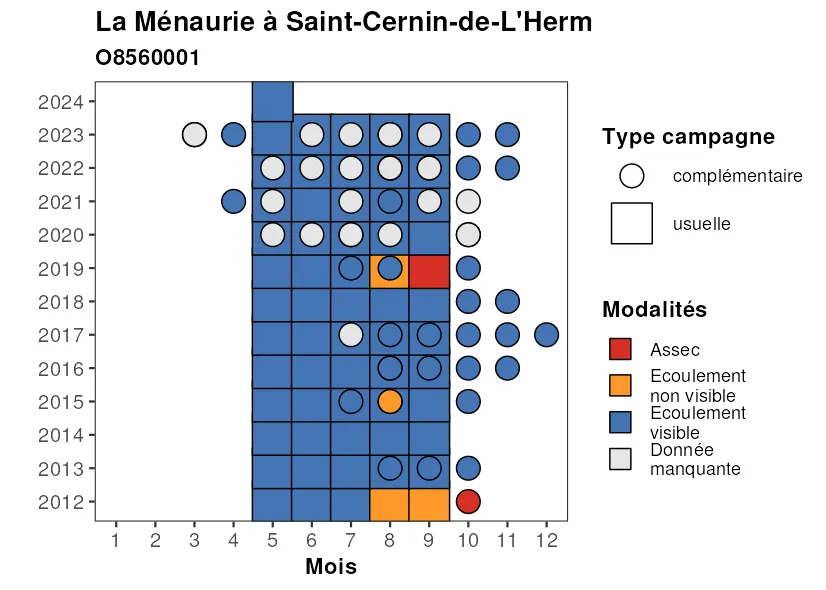 La Ménaurie à Saint-Cernin-de-L'Herm
O8560001
2024
2023
2022
2021
2020
2019
2018
2017
2016
2015
2014
2013
2012
1 2 3 4 5 6 7 8 9 10 11 12
Mois
Type campagne
complémentaire
usuelle
Modalités
Assec
Ecoulement
non visible
Ecoulement
visible
Donnée
manquante